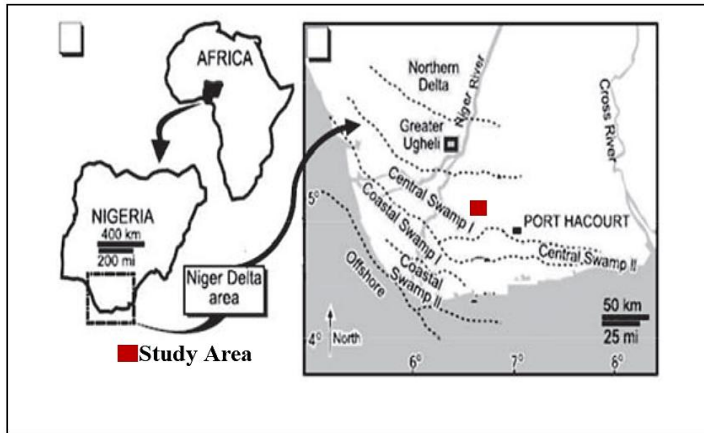 AFRICA
NIGERIA
400 km
200 mi
Niger Delta
area
Study Area
Northern
Delta
Niger River
Cross River
Greater
Ugheli
Central Swamp I
Coastal Swamp I
PORT HACOURT
Central Swamp II
Coastal
Swamp II
Offshore
North
50 km
25 mi
5°
4°
6°
7°
8°